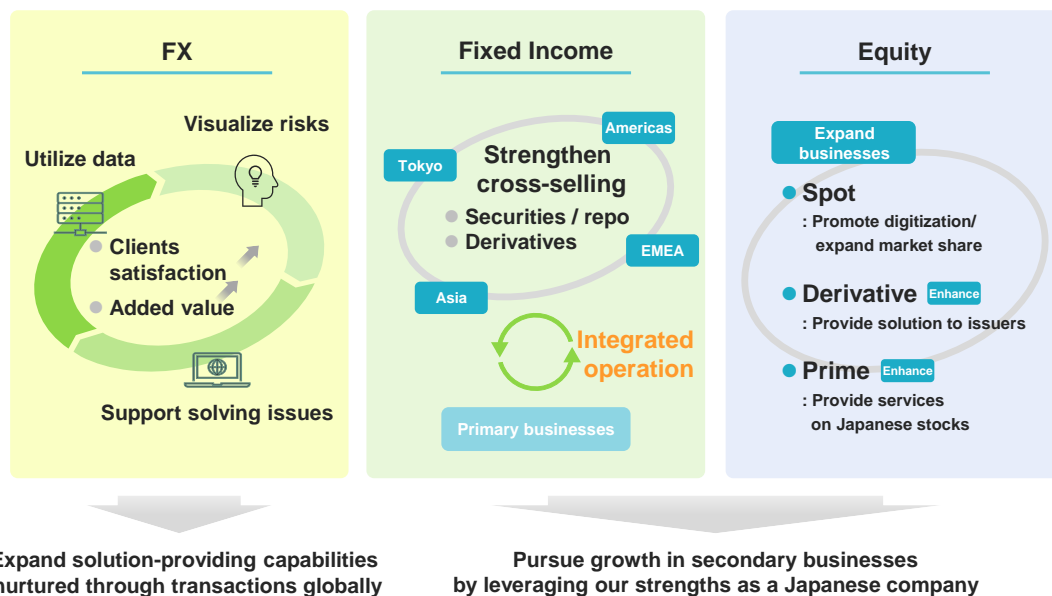 FX
Visualize risks
Utilize data
Clients
satisfaction
Added value
Support solving issues
Fixed Income
Americas
Tokyo
Strengthen
cross-selling
Securities / repo
Derivatives
EMEA
Asia
Integrated
operation
Primary businesses
Equity
Expand
businesses
Spot
: Promote digitization/
expand market share
Derivative Enhance
: Provide solution to issuers
Prime Enhance
: Provide services
on Japanese stocks
Expand solution-providing capabilities
nurtured through transactions globally
Pursue growth in secondary businesses
by leveraging our strengths as a Japanese company